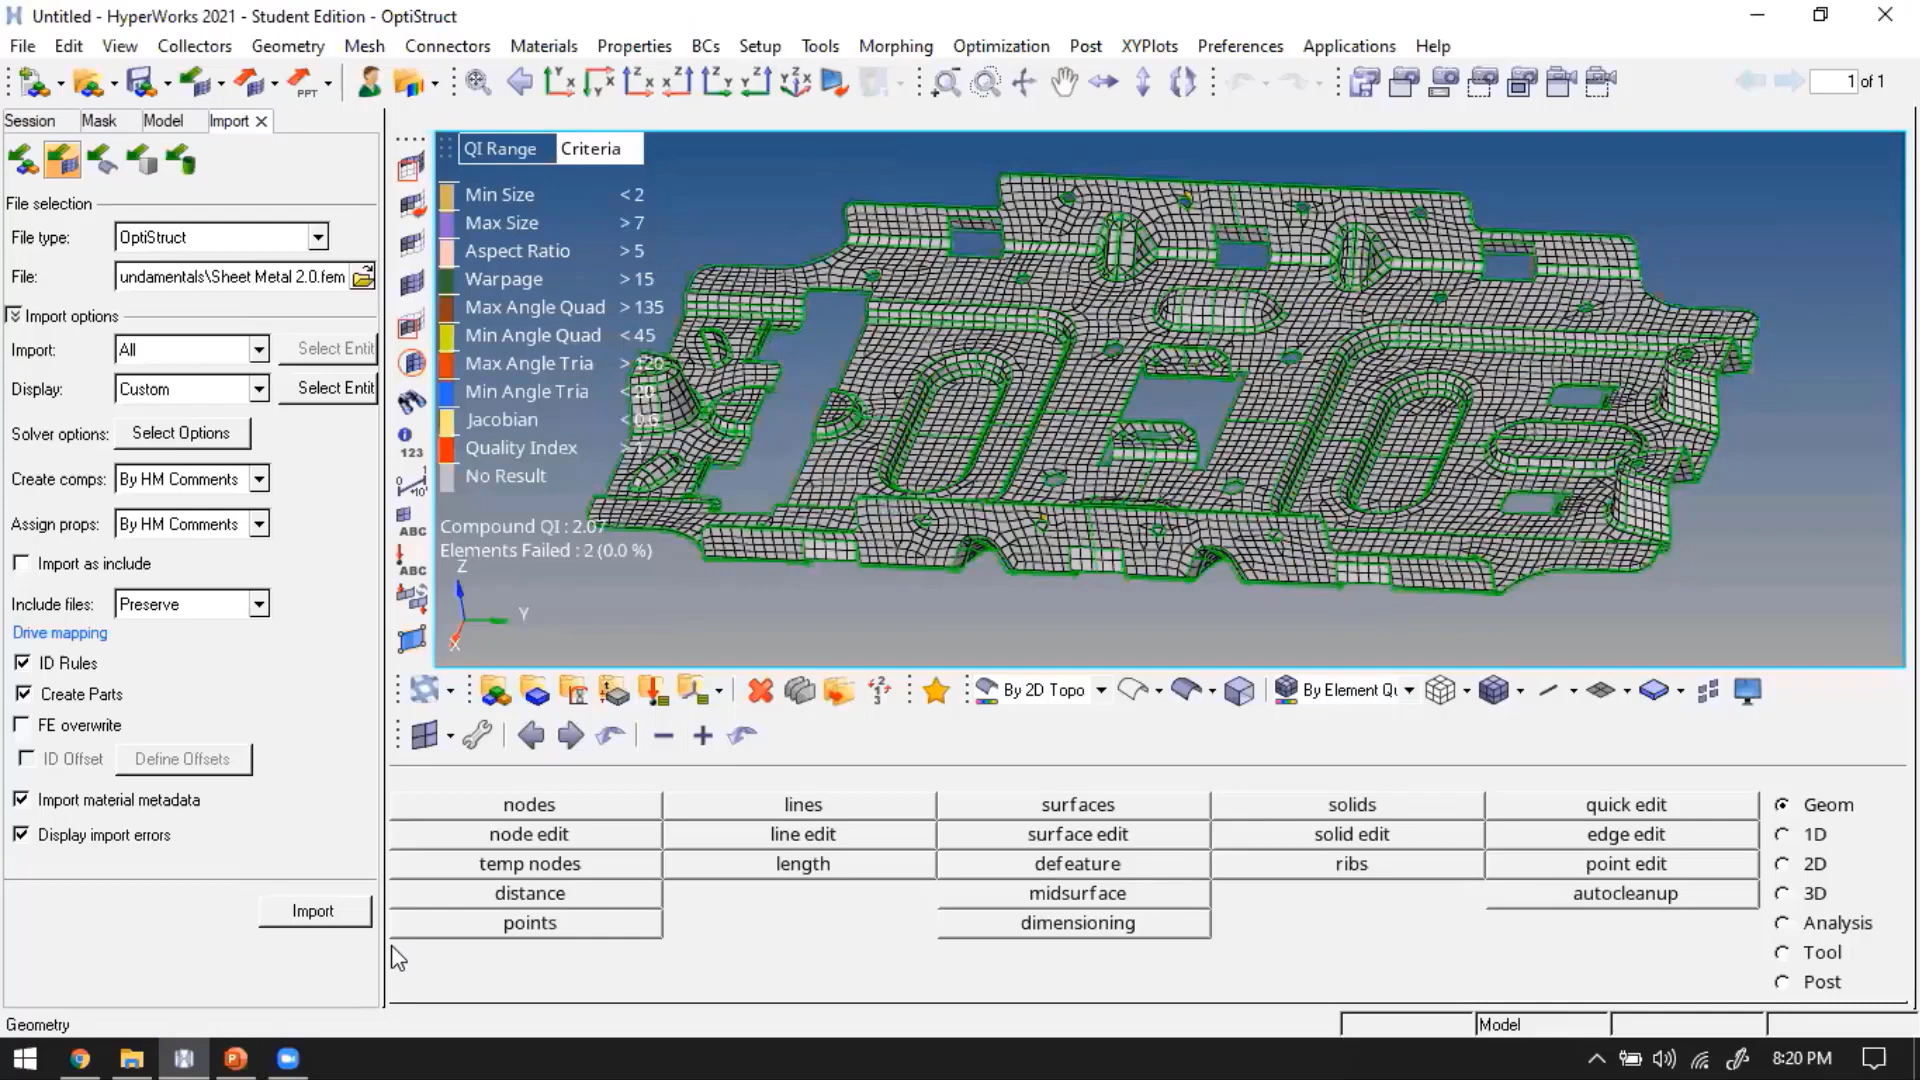 Untitled - HyperWorks 2021 - Student Edition - OptiStruct
File Edit View Collectors Geometry Mesh Connectors Materials Properties BCs Setup Tools Morphing Optimization Post XYPlots Preferences Applications Help
PPT
1 of 1
Session Mask Model Import
File selection
File type: OptiStruct
File: undamentals\Sheet Metal 2.0.fem
Import options
Import: All Select Entit
Display: Custom Select Entit
Solver options: Select Options
Create comps: By HM Comments
Assign props: By HM Comments
Import as include
Include files: Preserve
Drive mapping
ID Rules
Create Parts
FE overwrite
ID Offset Define Offsets
Import material metadata
Display import errors
Import
123
ABC
ABC
QI Range Criteria
Min Size < 2
Max Size > 7
Aspect Ratio > 5
Warpage > 15
Max Angle Quad > 135
Min Angle Quad < 45
Max Angle Tria > 120
Min Angle Tria
Jacobian < 0.6
Quality Index
No Result
Compound QI : 2.07
Elements Failed : 2 (0.0 %)
Z
Y
X
By 2D Topo By Element Qu
nodes lines surfaces solids quick edit Geom
node edit line edit surface edit solid edit edge edit 1D
temp nodes length defeature ribs point edit 2D
distance midsurface autocleanup 3D
points dimensioning Analysis
Tool
Post
Geometry Model
8:20 PM